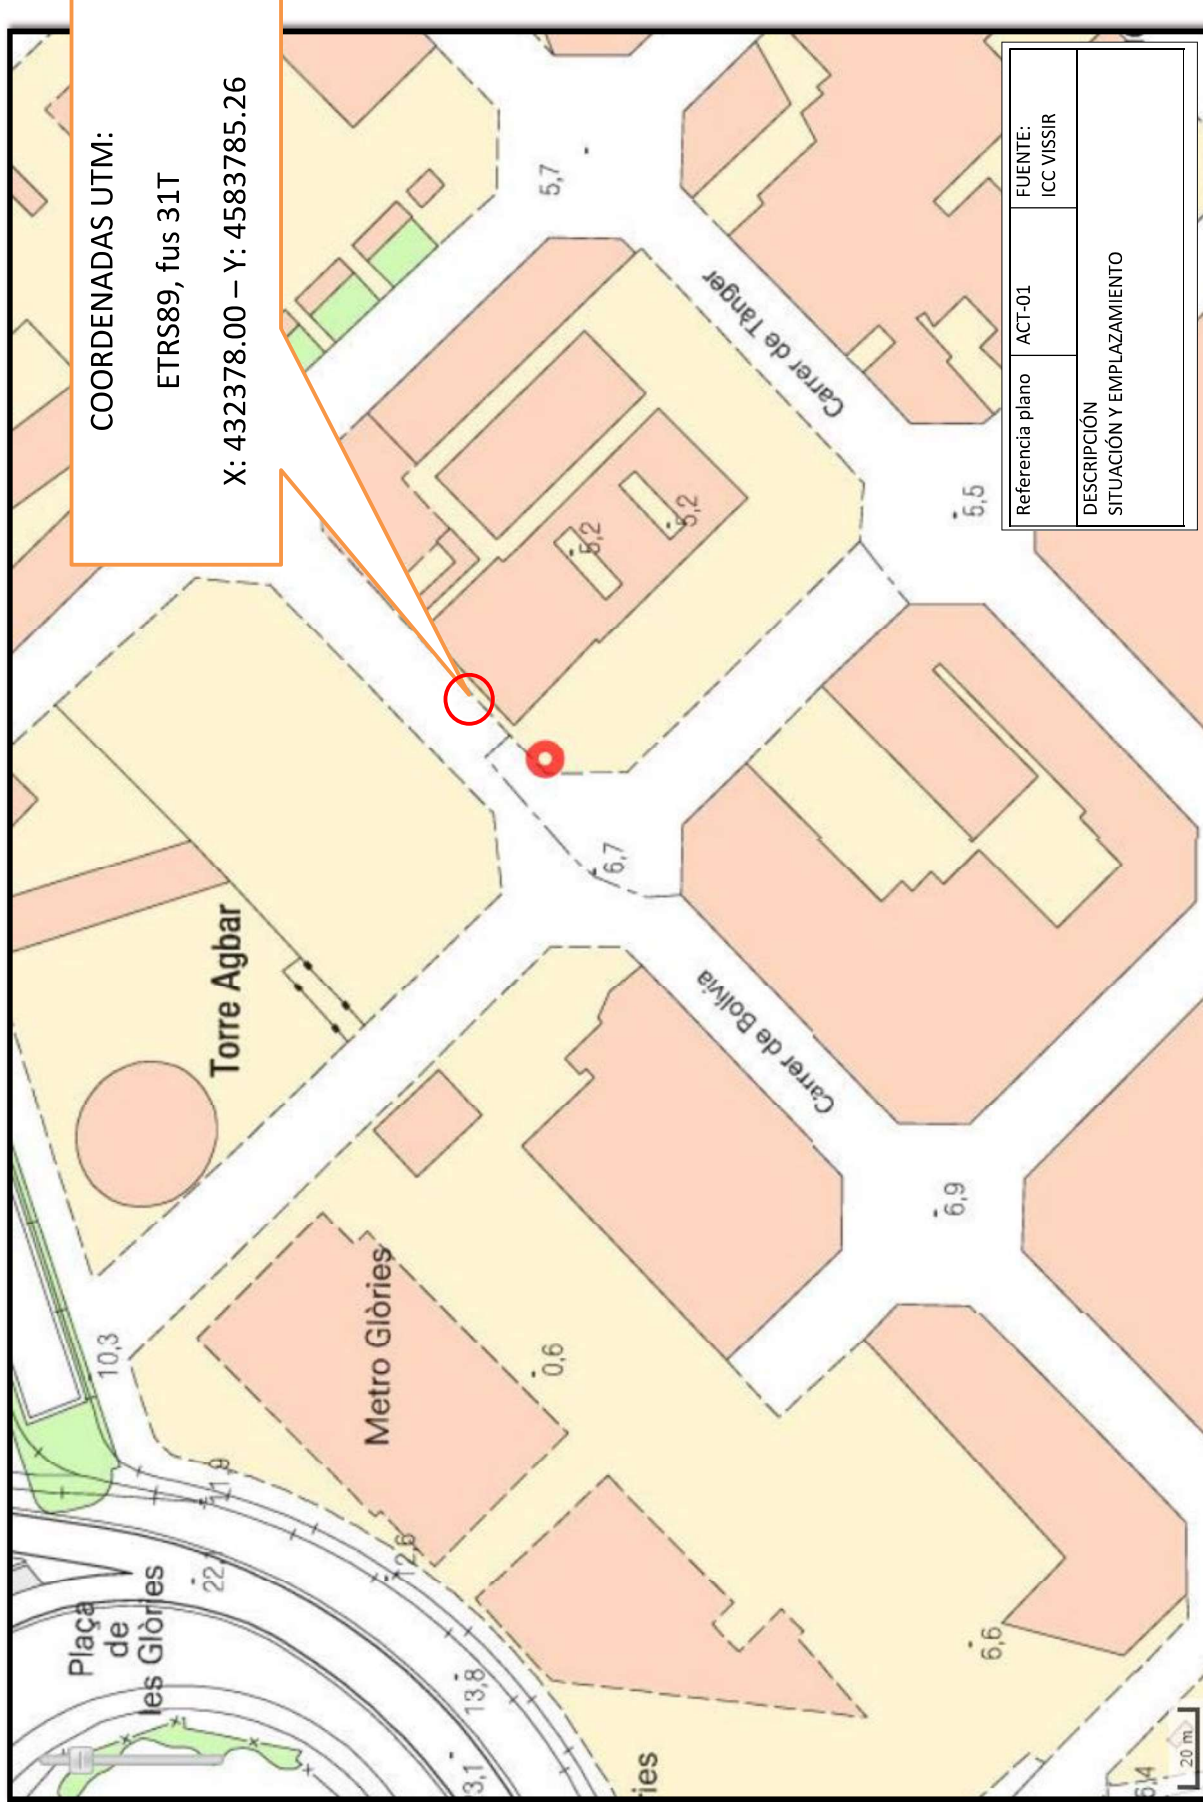 COORDENADAS UTM:
ETRS89, fus 31T
X: 432378.00 – Y: 4583785.26
Plaça
de
les Glòries
22
10,3
11,9
12,6
13,8
3,1
ries
Torre Agbar
Metro Glòries
0,6
6,7
5,2
5,2
5,7
Carrer de Tànger
Carrer de Bolívia
5,5
6,9
6,6
6,4
20 m
Referencia plano
ACT-01
FUENTE:
ICC VISSIR
DESCRIPCIÓN
SITUACIÓN Y EMPLAZAMIENTO